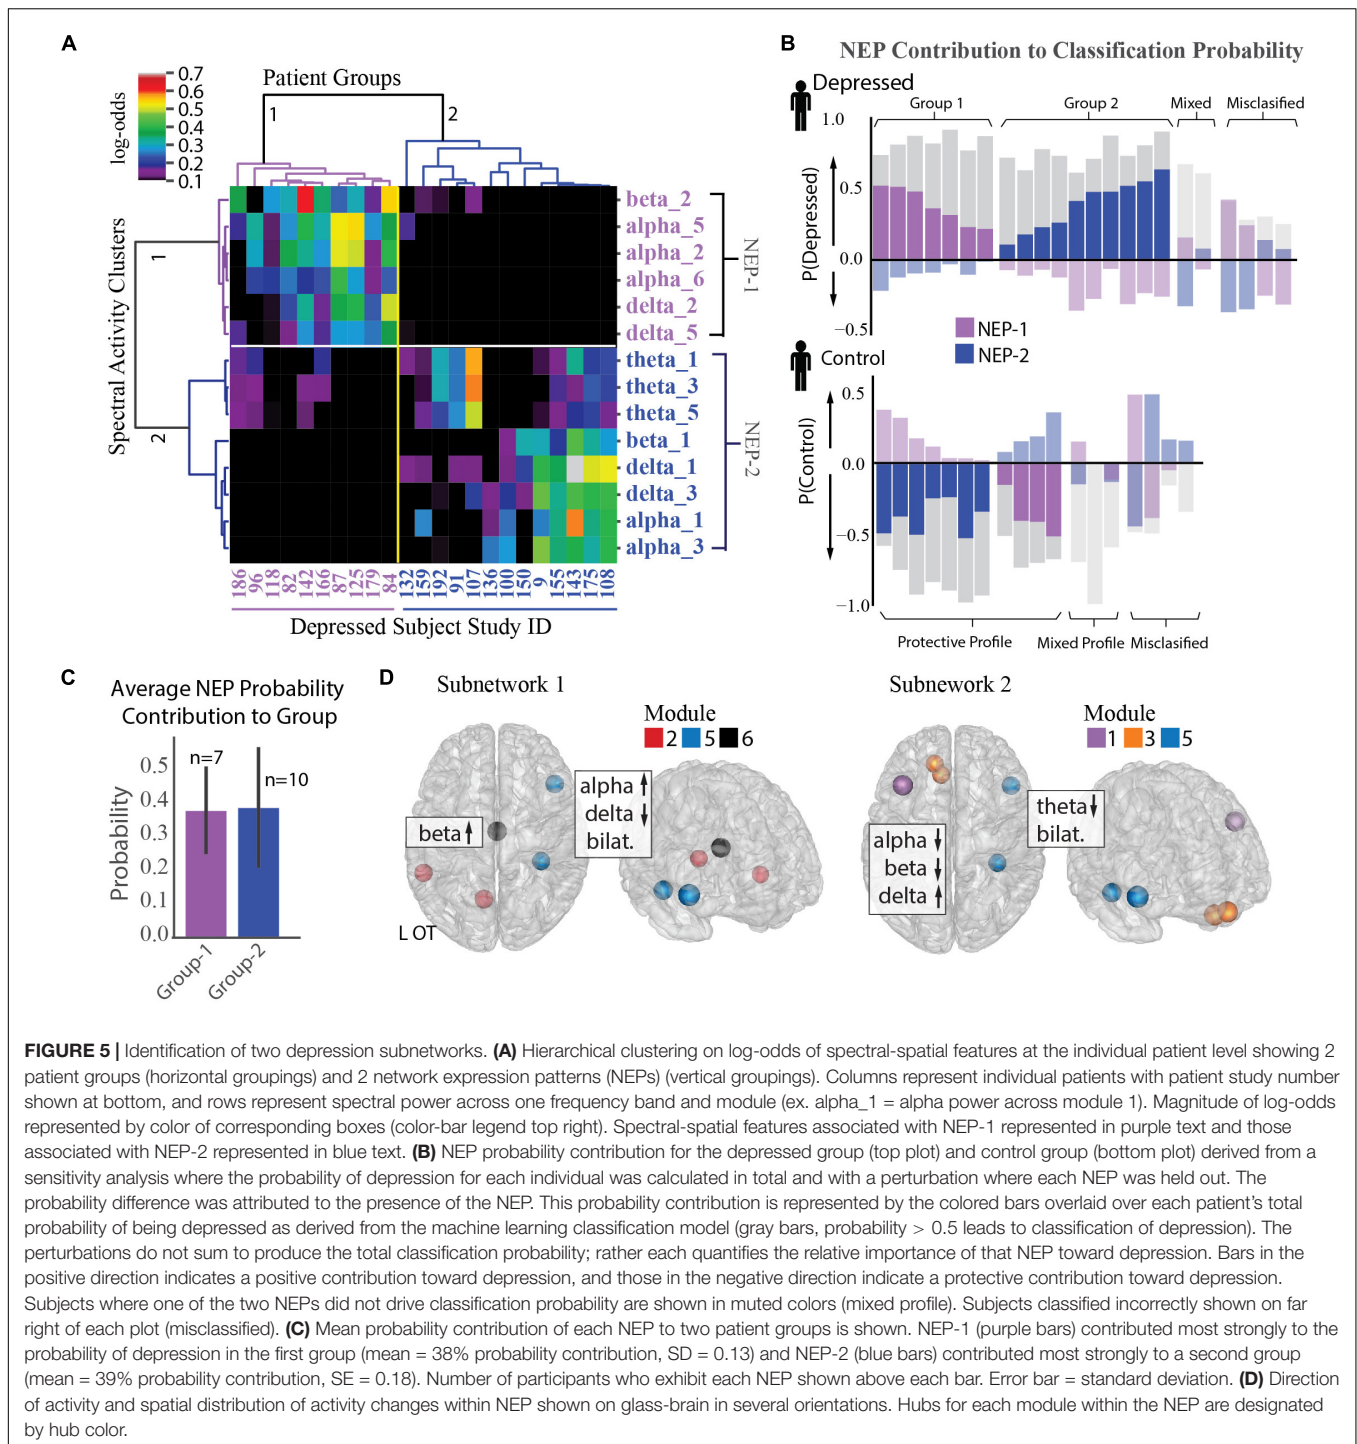 A
Patient Groups
0.7
0.6
0.5
0.4
0.3
0.2
0.1
log-odds
1
2
Spectral Activity Clusters
1
2
beta_2
alpha_5
alpha_2
alpha_6
delta_2
delta_5
theta_1
theta_3
theta_5
beta_1
delta_1
delta_3
alpha_1
alpha_3
NEP-1
NEP-2
186 96 118 82 142 166 87 125 179 84 132 159 192 91 107 136 100 150 9 155 143 175 108
Depressed Subject Study ID
B
NEP Contribution to Classification Probability
Depressed
Group 1 Group 2 Mixed Misclasified
1.0
0.5
0.0
−0.5
P(Depressed)
NEP-1
NEP-2
Control
0.5
0.0
−0.5
−1.0
P(Control)
Protective Profile Mixed Profile Misclasified
C
Average NEP Probability
Contribution to Group
n=7
n=10
0.5
0.4
0.3
0.2
0.1
0.0
Probability
Group-1
Group-2
D
Subnetwork 1
Module
2 5 6
beta↑
alpha↑
delta↓
bilat.
L OT
Subnework 2
Module
1 3 5
theta↓
bilat.
alpha↓
beta↓
delta↑
FIGURE 5 | Identification of two depression subnetworks. (A) Hierarchical clustering on log-odds of spectral-spatial features at the individual patient level showing 2
patient groups (horizontal groupings) and 2 network expression patterns (NEPs) (vertical groupings). Columns represent individual patients with patient study number
shown at bottom, and rows represent spectral power across one frequency band and module (ex. alpha_1 = alpha power across module 1). Magnitude of log-odds
represented by color of corresponding boxes (color-bar legend top right). Spectral-spatial features associated with NEP-1 represented in purple text and those
associated with NEP-2 represented in blue text. (B) NEP probability contribution for the depressed group (top plot) and control group (bottom plot) derived from a
sensitivity analysis where the probability of depression for each individual was calculated in total and with a perturbation where each NEP was held out. The
probability difference was attributed to the presence of the NEP. This probability contribution is represented by the colored bars overlaid over each patient's total
probability of being depressed as derived from the machine learning classification model (gray bars, probability > 0.5 leads to classification of depression). The
perturbations do not sum to produce the total classification probability; rather each quantifies the relative importance of that NEP toward depression. Bars in the
positive direction indicates a positive contribution toward depression, and those in the negative direction indicate a protective contribution toward depression.
Subjects where one of the two NEPs did not drive classification probability are shown in muted colors (mixed profile). Subjects classified incorrectly shown on far
right of each plot (misclassified). (C) Mean probability contribution of each NEP to two patient groups is shown. NEP-1 (purple bars) contributed most strongly to the
probability of depression in the first group (mean = 38% probability contribution, SD = 0.13) and NEP-2 (blue bars) contributed most strongly to a second group
(mean = 39% probability contribution, SE = 0.18). Number of participants who exhibit each NEP shown above each bar. Error bar = standard deviation. (D) Direction
of activity and spatial distribution of activity changes within NEP shown on glass-brain in several orientations. Hubs for each module within the NEP are designated
by hub color.